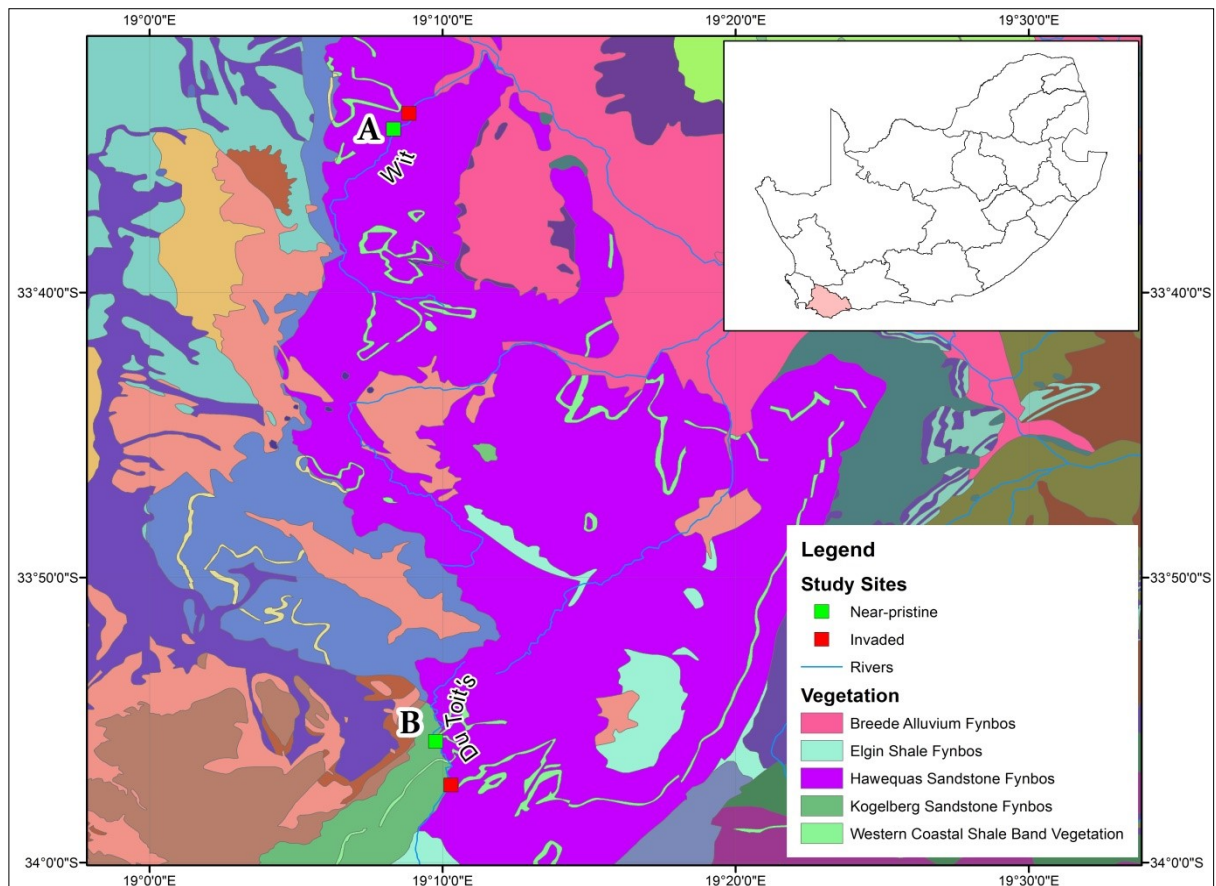 19°0'0"E
19°10'0"E
19°20'0"E
19°30'0"E
A
Wit
33°40'0"S
33°40'0"S
33°50'0"S
33°50'0"S
B
Du Toit's
Legend
Study Sites
Near-pristine
Invaded
Rivers
Vegetation
Breede Alluvium Fynbos
Elgin Shale Fynbos
Hawequas Sandstone Fynbos
Kogelberg Sandstone Fynbos
Western Coastal Shale Band Vegetation
34°0'0"S
34°0'0"S
19°0'0"E
19°10'0"E
19°20'0"E
19°30'0"E